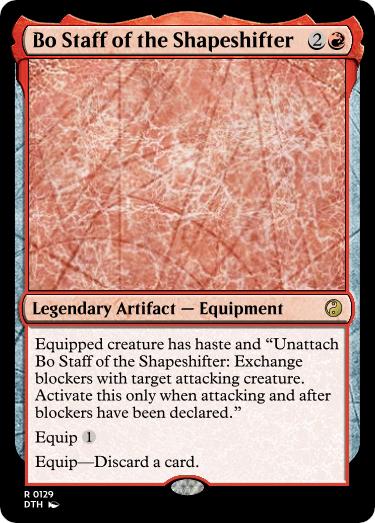 Bo Staff of the Shapeshifter 2
Legendary Artifact — Equipment
Equipped creature has haste and “Unattach
Bo Staff of the Shapeshifter: Exchange
blockers with target attacking creature.
Activate this only when attacking and after
blockers have been declared.”
Equip 1
Equip—Discard a card.
R 0129
DTH